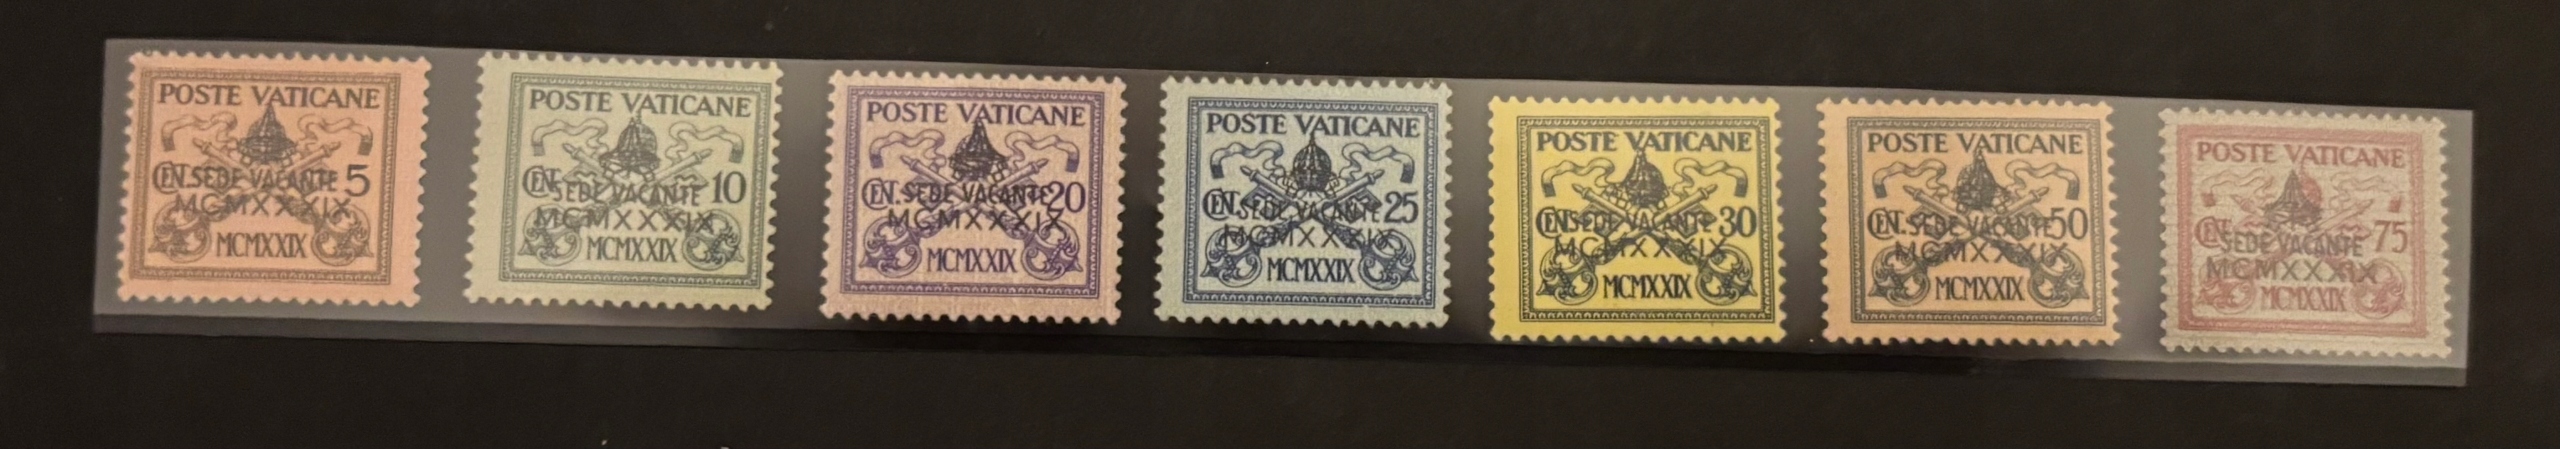 POSTE VATICANE
CEN. SEDE VACANTE 5
MCMXXXIX
MCMXXIX
POSTE VATICANE
CEN. SEDE VACANTE 10
MCMXXXIX
MCMXXIX
POSTE VATICANE
CEN. SEDE VACANTE 20
MCMXXXIX
MCMXXIX
POSTE VATICANE
CEN. SEDE VACANTE 25
MCMXXXIX
MCMXXIX
POSTE VATICANE
CEN. SEDE VACANTE 30
MCMXXXIX
MCMXXIX
POSTE VATICANE
CEN. SEDE VACANTE 50
MCMXXXIX
MCMXXIX
POSTE VATICANE
CEN. SEDE VACANTE 75
MCMXXXIX
MCMXXIX